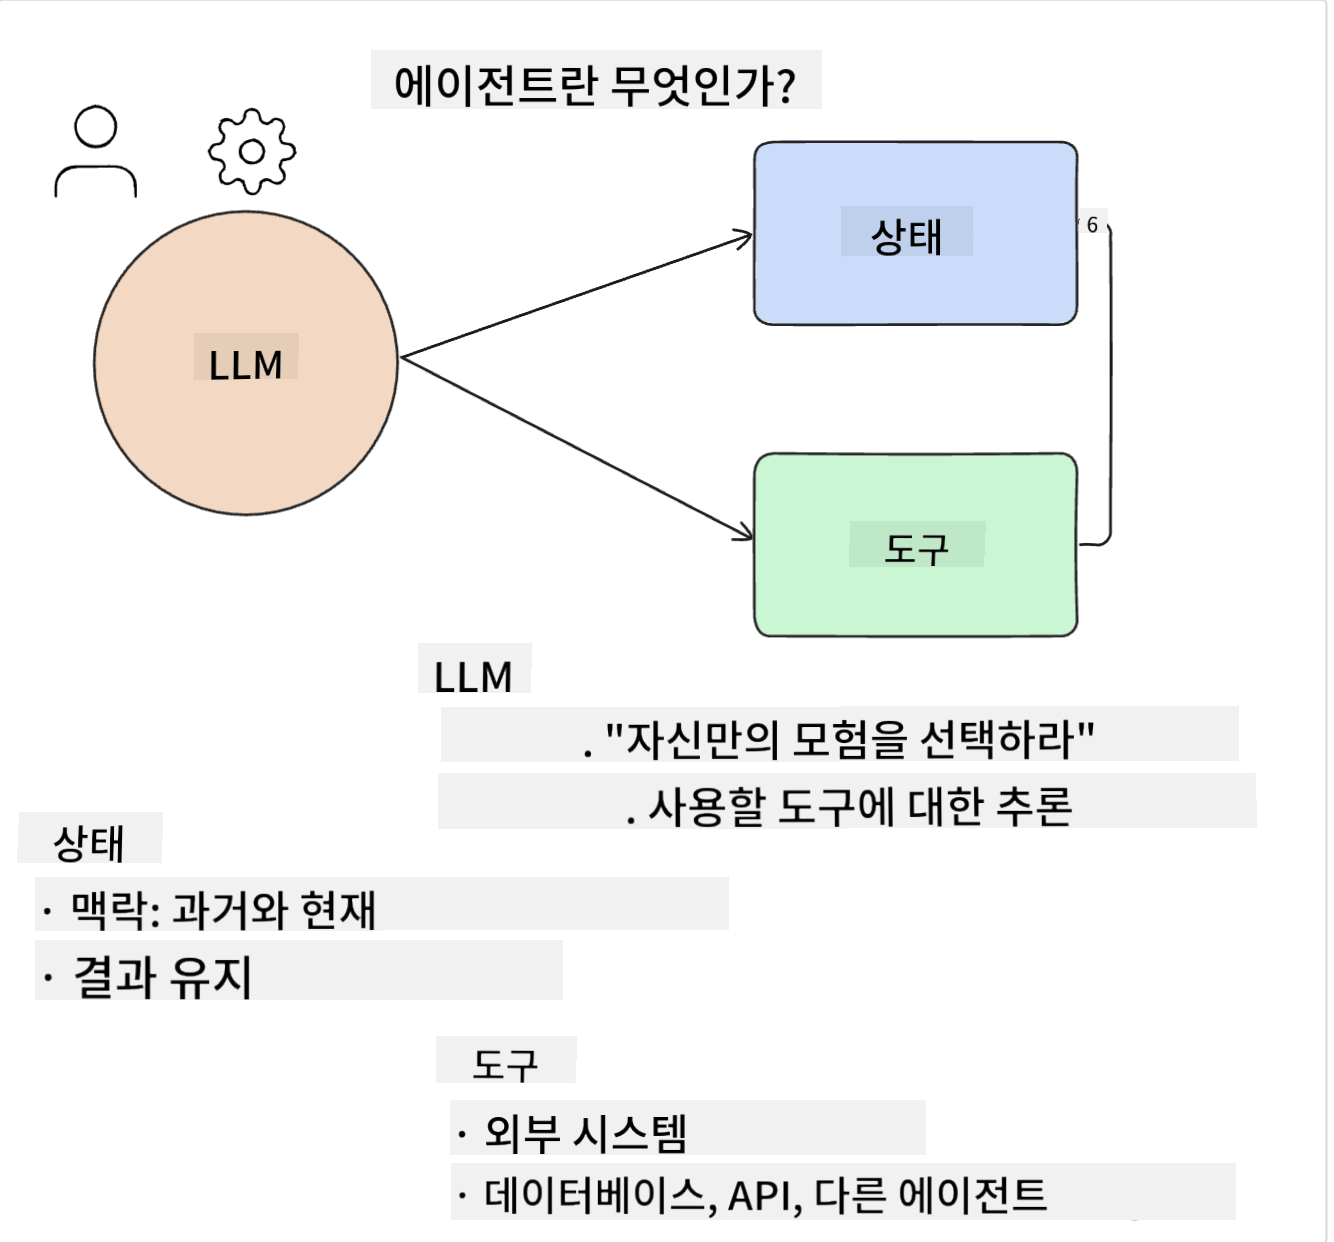 에이전트란 무엇인가?
상태
6
LLM
도구
LLM
. "자신만의 모험을 선택하라"
. 사용할 도구에 대한 추론
상태
· 맥락: 과거와 현재
· 결과 유지
도구
· 외부 시스템
· 데이터베이스, API, 다른 에이전트